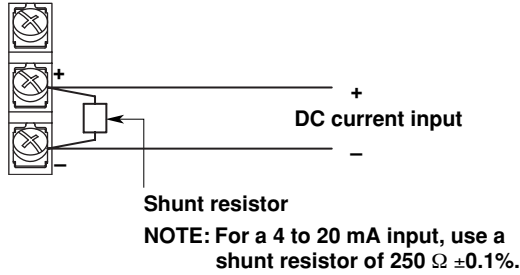 +
+
DC current input
–
–
Shunt resistor
NOTE: For a 4 to 20 mA input, use a
shunt resistor of 250 Ω ±0.1%.